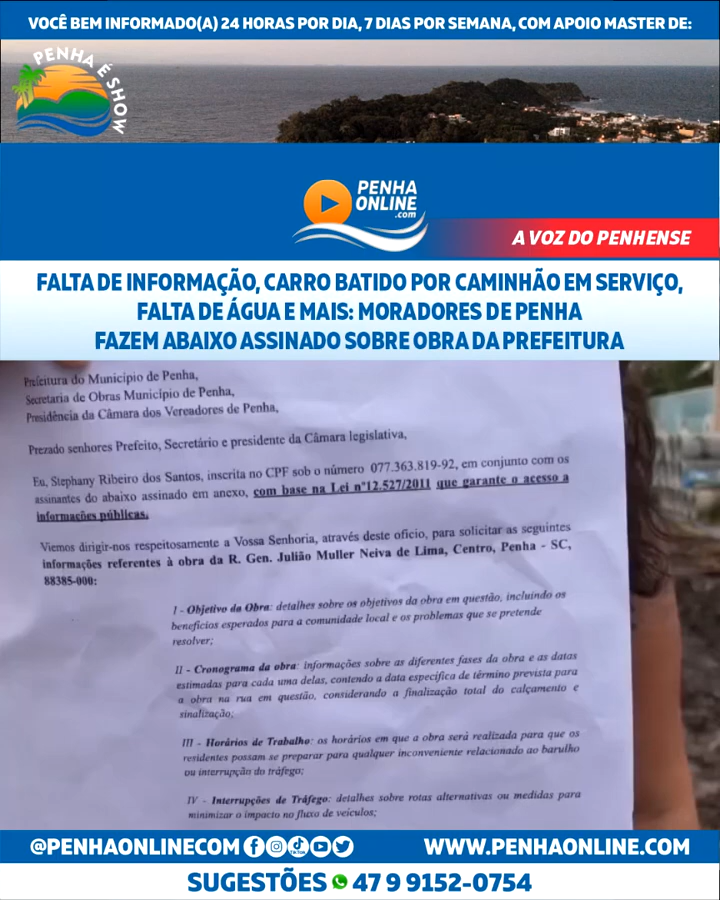 VOCÊ BEM INFORMADO(A) 24 HORAS POR DIA, 7 DIAS POR SEMANA, COM APOIO MASTER DE:
PENHA É SHOW
PENHA
ONLINE
.com
A VOZ DO PENHENSE
FALTA DE INFORMAÇÃO, CARRO BATIDO POR CAMINHÃO EM SERVIÇO,
FALTA DE ÁGUA E MAIS: MORADORES DE PENHA
FAZEM ABAIXO ASSINADO SOBRE OBRA DA PREFEITURA
Prefeitura do Município de Penha,
Secretaria de Obras Município de Penha,
Presidência da Câmara dos Vereadores de Penha,
Prezado senhores Prefeito, Secretário e presidente da Câmara legislativa,
Eu, Stephany Ribeiro dos Santos, inscrita no CPF sob o número 077.363.819-92, em conjunto com os
assinantes do abaixo assinado em anexo, com base na Lei nº12.527/2011 que garante o acesso a
informações públicas.
Viemos dirigir-nos respeitosamente a Vossa Senhoria, através deste ofício, para solicitar as seguintes
informações referentes à obra da R. Gen. Julião Muller Neiva de Lima, Centro, Penha - SC,
88385-000:
I - Objetivo da Obra: detalhes sobre os objetivos da obra em questão, incluindo os
benefícios esperados para a comunidade local e os problemas que se pretende
resolver;
II - Cronograma da obra: informações sobre as diferentes fases da obra e as datas
estimadas para cada uma delas, contendo a data especifica de término prevista para
a obra na rua em questão, considerando a finalização total do calçamento e
sinalização;
III - Horários de Trabalho: os horários em que a obra será realizada para que os
residentes possam se preparar para qualquer inconveniente relacionado ao barulho
ou interrupção do tráfego;
IV - Interrupções de Tráfego: detalhes sobre rotas alternativas ou medidas para
minimizar o impacto no fluxo de veículos;
@PENHAONLINECOM
WWW.PENHAONLINE.COM
SUGESTÕES 47 9 9152-0754